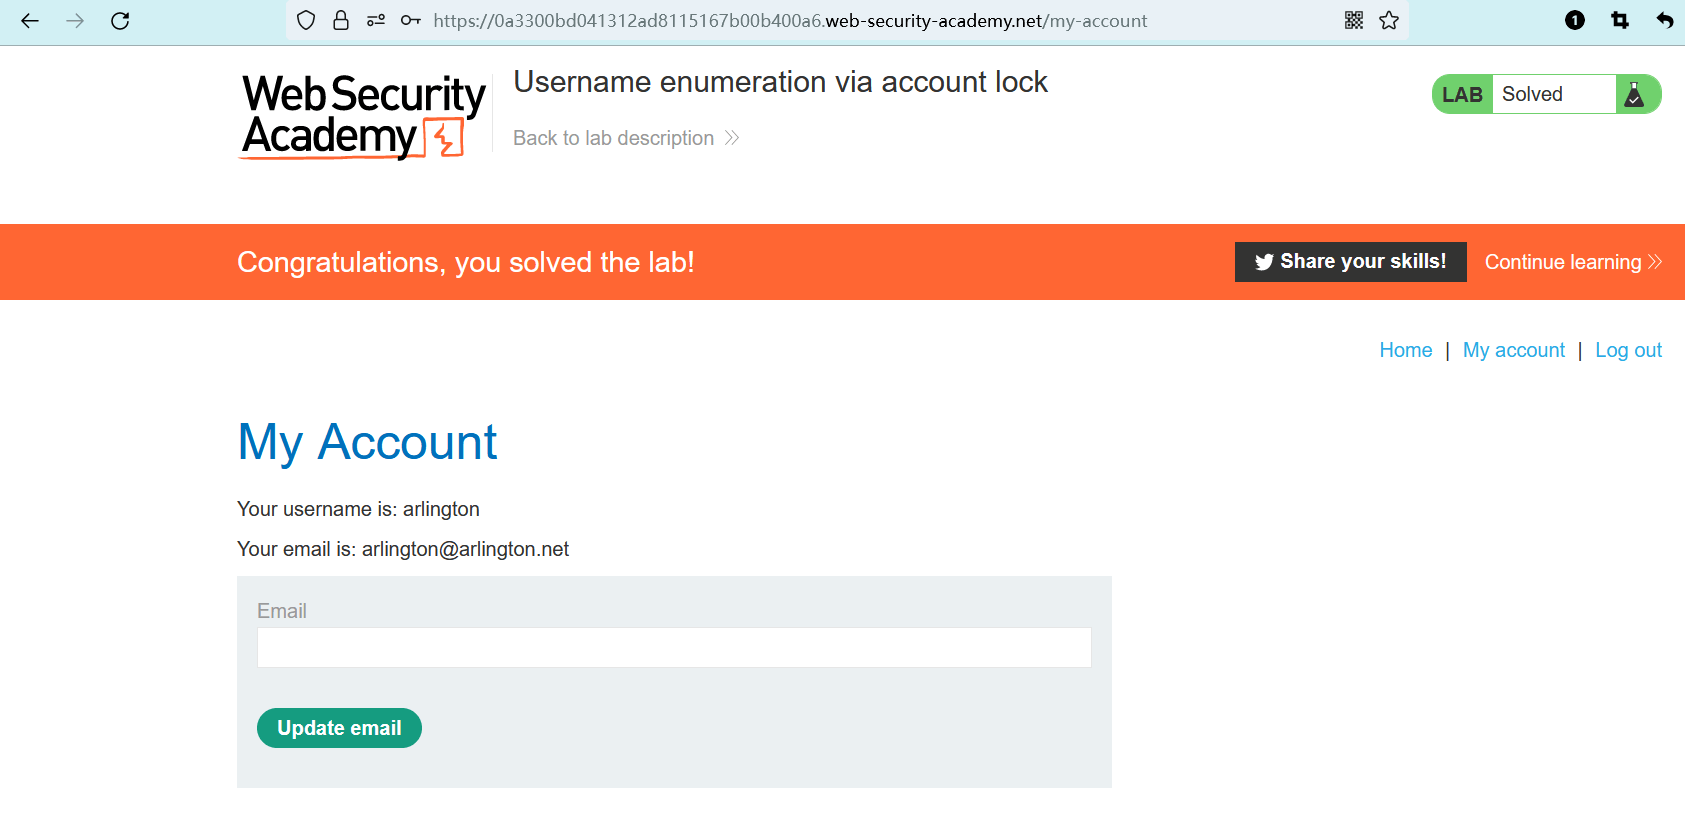 https://0a3300bd041312ad8115167b00b400a6.web-security-academy.net/my-account
1
Web Security
Academy
Username enumeration via account lock
Back to lab description
LAB Solved
Congratulations, you solved the lab!
Share your skills!
Continue learning
Home | My account | Log out
My Account
Your username is: arlington
Your email is: arlington@arlington.net
Email
Update email